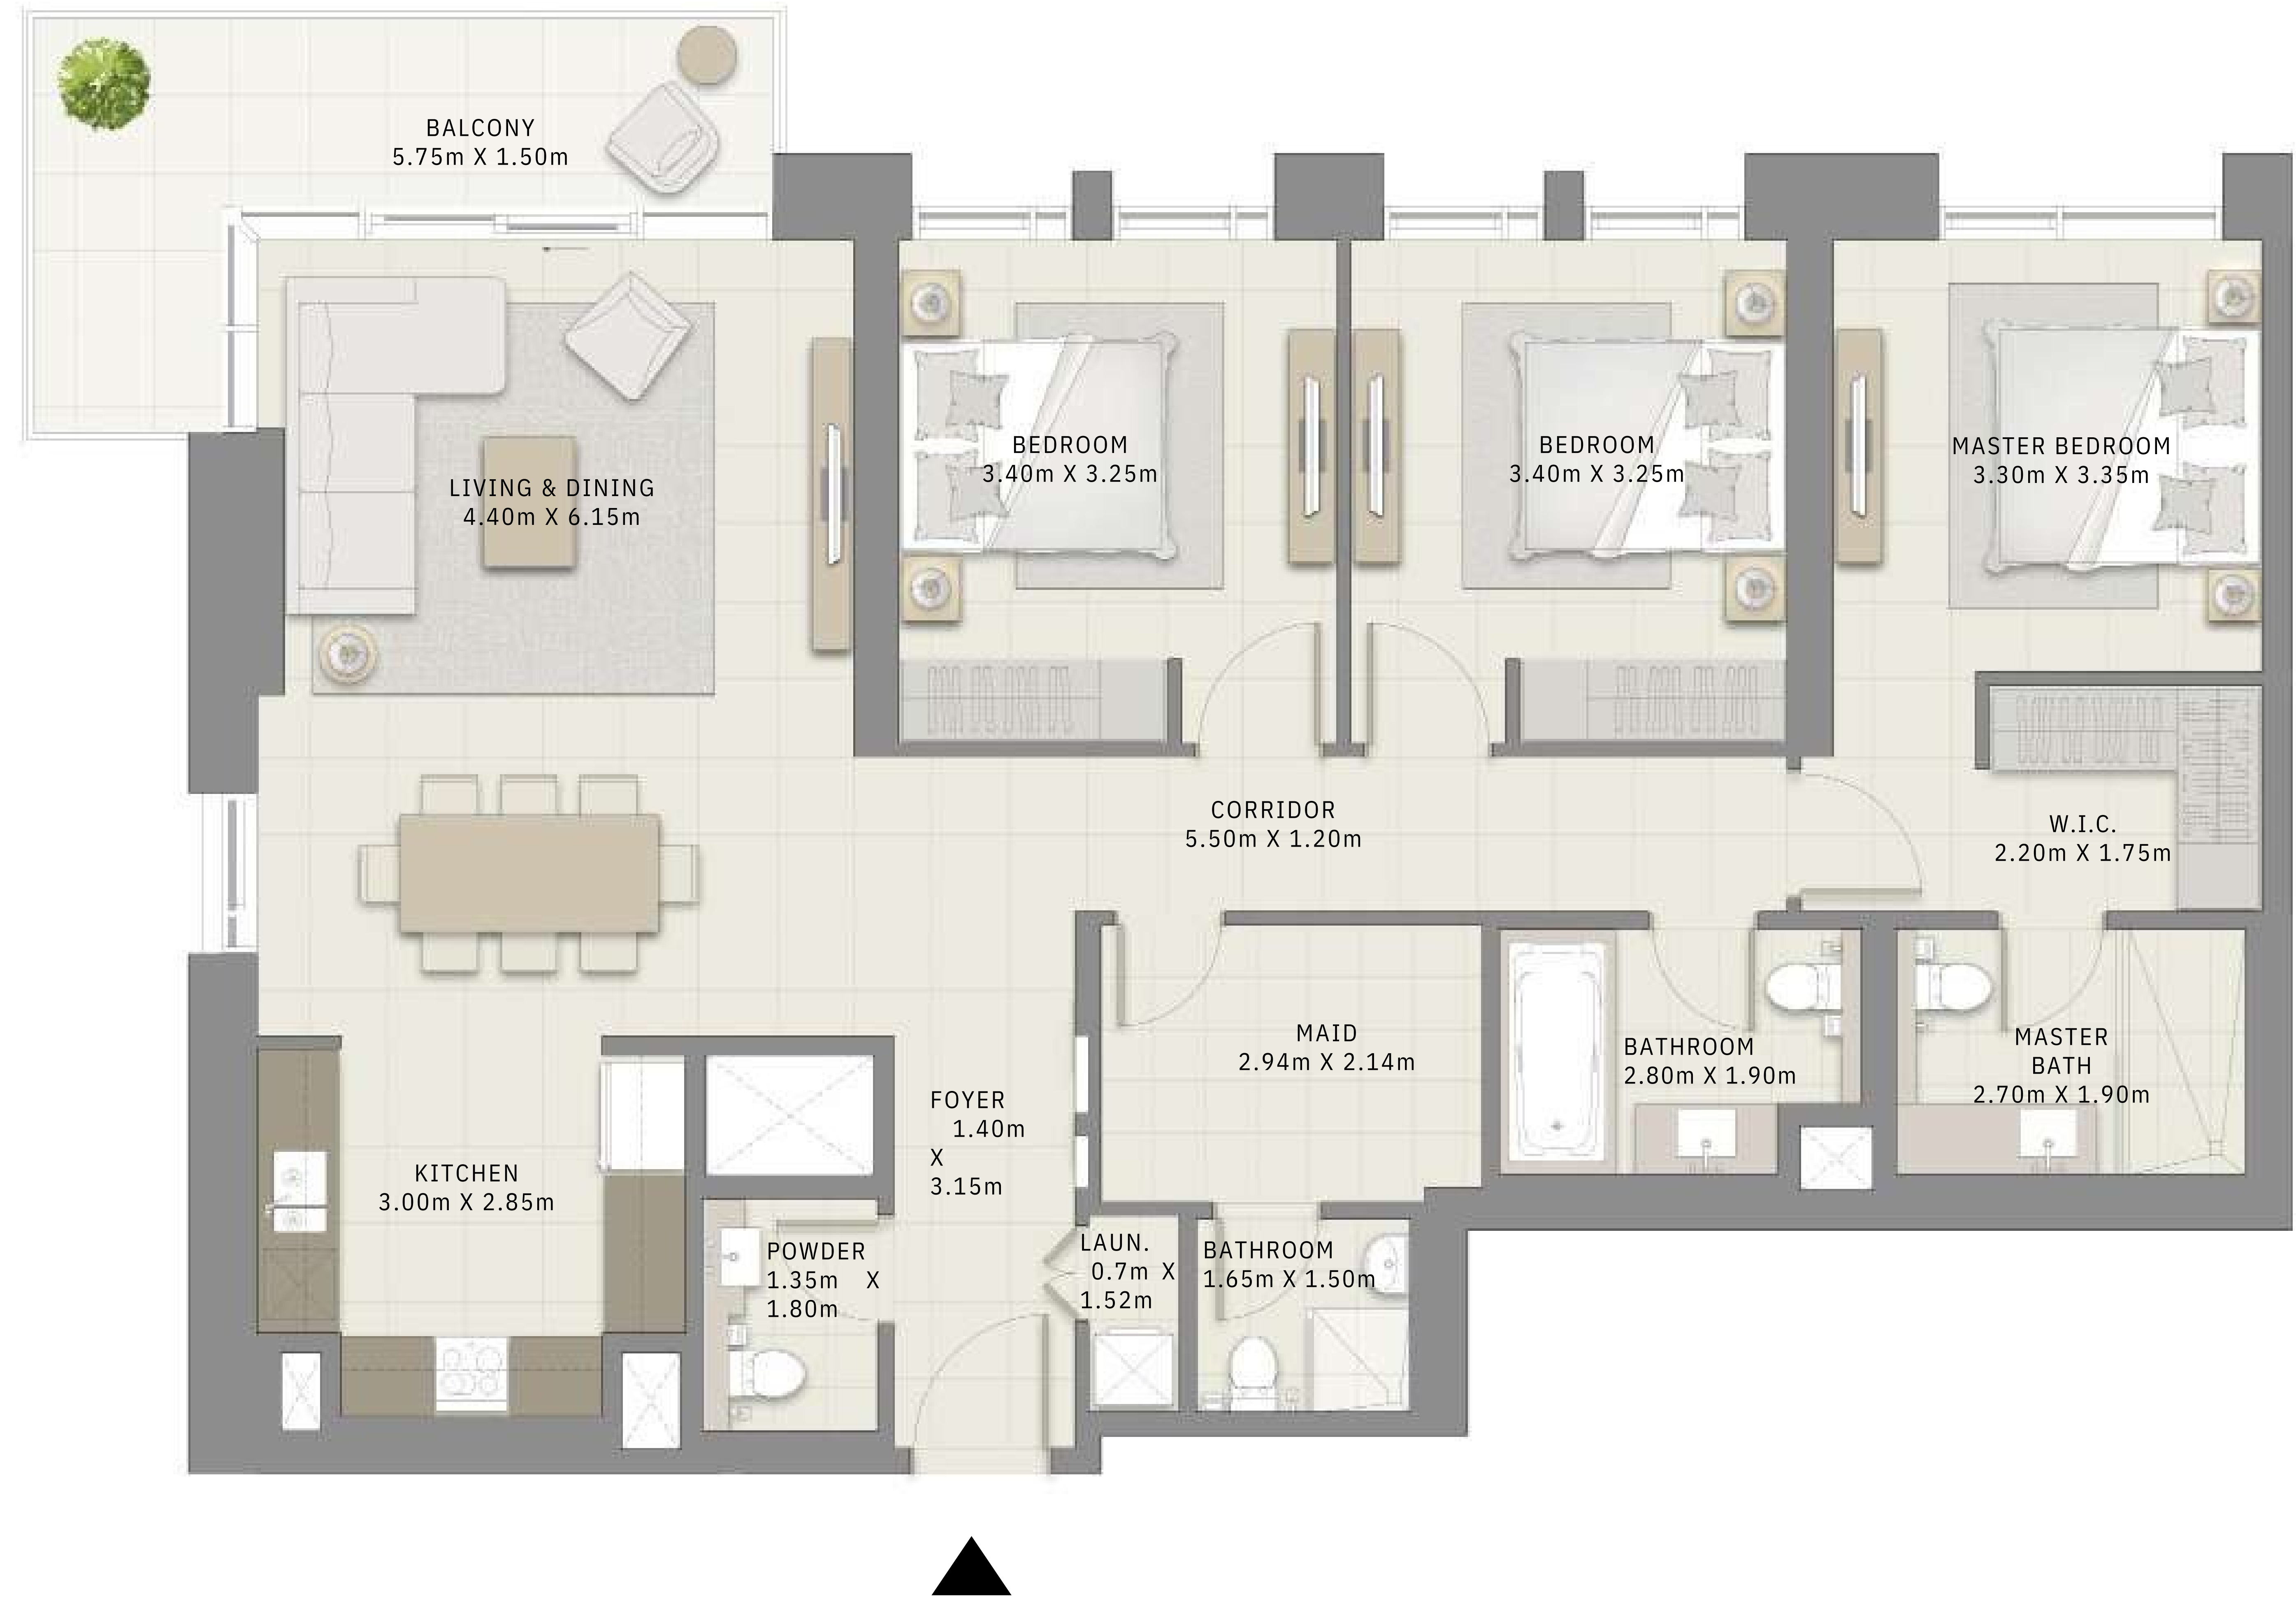 BALCONY
5.75m X 1.50m
LIVING & DINING
4.40m X 6.15m
BEDROOM
3.40m X 3.25m
BEDROOM
3.40m X 3.25m
MASTER BEDROOM
3.30m X 3.35m
CORRIDOR
5.50m X 1.20m
W.I.C.
2.20m X 1.75m
MAID
2.94m X 2.14m
BATHROOM
2.80m X 1.90m
MASTER
BATH
2.70m X 1.90m
FOYER
1.40m
X
3.15m
KITCHEN
3.00m X 2.85m
POWDER
1.35m X
1.80m
LAUN.
0.7m X
1.52m
BATHROOM
1.65m X 1.50m